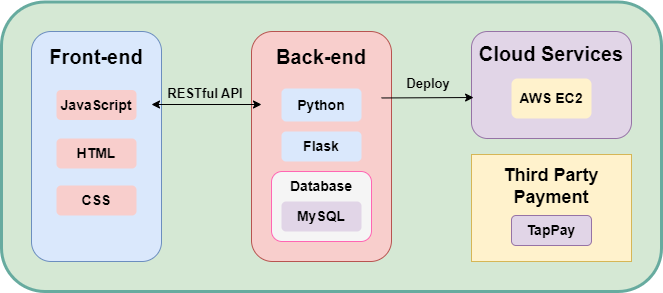 Front-end
JavaScript
HTML
CSS
RESTful API
Back-end
Python
Flask
Database
MySQL
Deploy
Cloud Services
AWS EC2
Third Party
Payment
TapPay